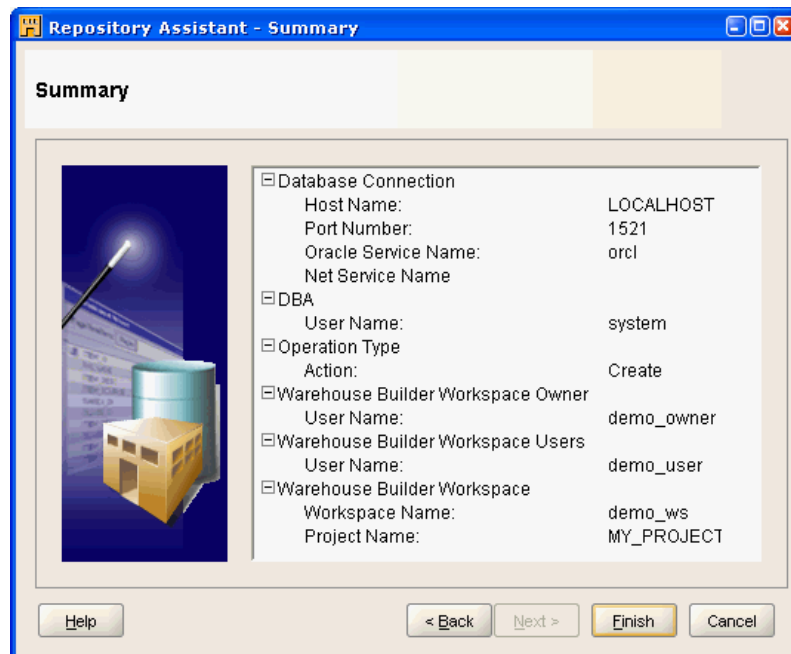 Repository Assistant - Summary
Summary
Database Connection
Host Name: LOCALHOST
Port Number: 1521
Oracle Service Name: orcl
Net Service Name
DBA
User Name: system
Operation Type
Action: Create
Warehouse Builder Workspace Owner
User Name: demo_owner
Warehouse Builder Workspace Users
User Name: demo_user
Warehouse Builder Workspace
Workspace Name: demo_ws
Project Name: MY_PROJECT
Help < Back Next > Finish Cancel